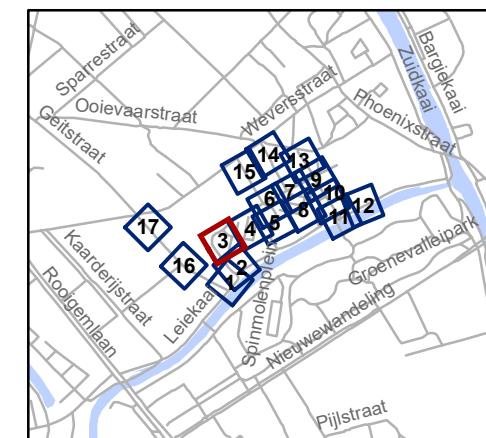 Sparrestraat
Bargiekaai
Zuidkaai
Weversstraat
Ooievaarstraat
Phoenixstraat
Geitstraat
14
13
15
9
7
10
6
8
12
11
5
4
17
3
16
2
1
Groenevalleipark
Kaarderijstraat
Rooigemlaan
Leiekaai
Spinmolenplein
Nieuwewandeling
Pijlstraat